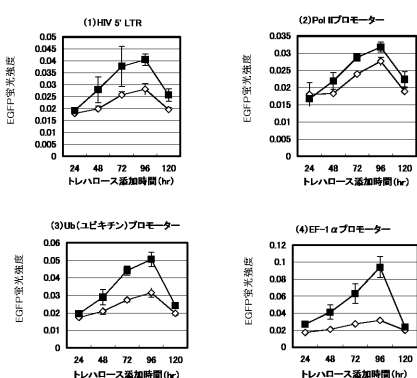 (1)HIV 5' LTR
EGFP蛍光強度
0.05
0.045
0.04
0.035
0.03
0.025
0.02
0.015
0.01
0.005
0
24 48 72 96 120
トレハロース添加時間(hr)
(2)Pol IIプロモーター
EGFP蛍光強度
0.035
0.03
0.025
0.02
0.015
0.01
0.005
0
24 48 72 96 120
トレハロース添加時間(hr)
(3)Ub(ユビキチン)プロモーター
EGFP蛍光強度
0.06
0.05
0.04
0.03
0.02
0.01
0
24 48 72 96 120
トレハロース添加時間(hr)
(4)EF-1αプロモーター
EGFP蛍光強度
0.12
0.1
0.08
0.06
0.04
0.02
0
24 48 72 96 120
トレハロース添加時間(hr)